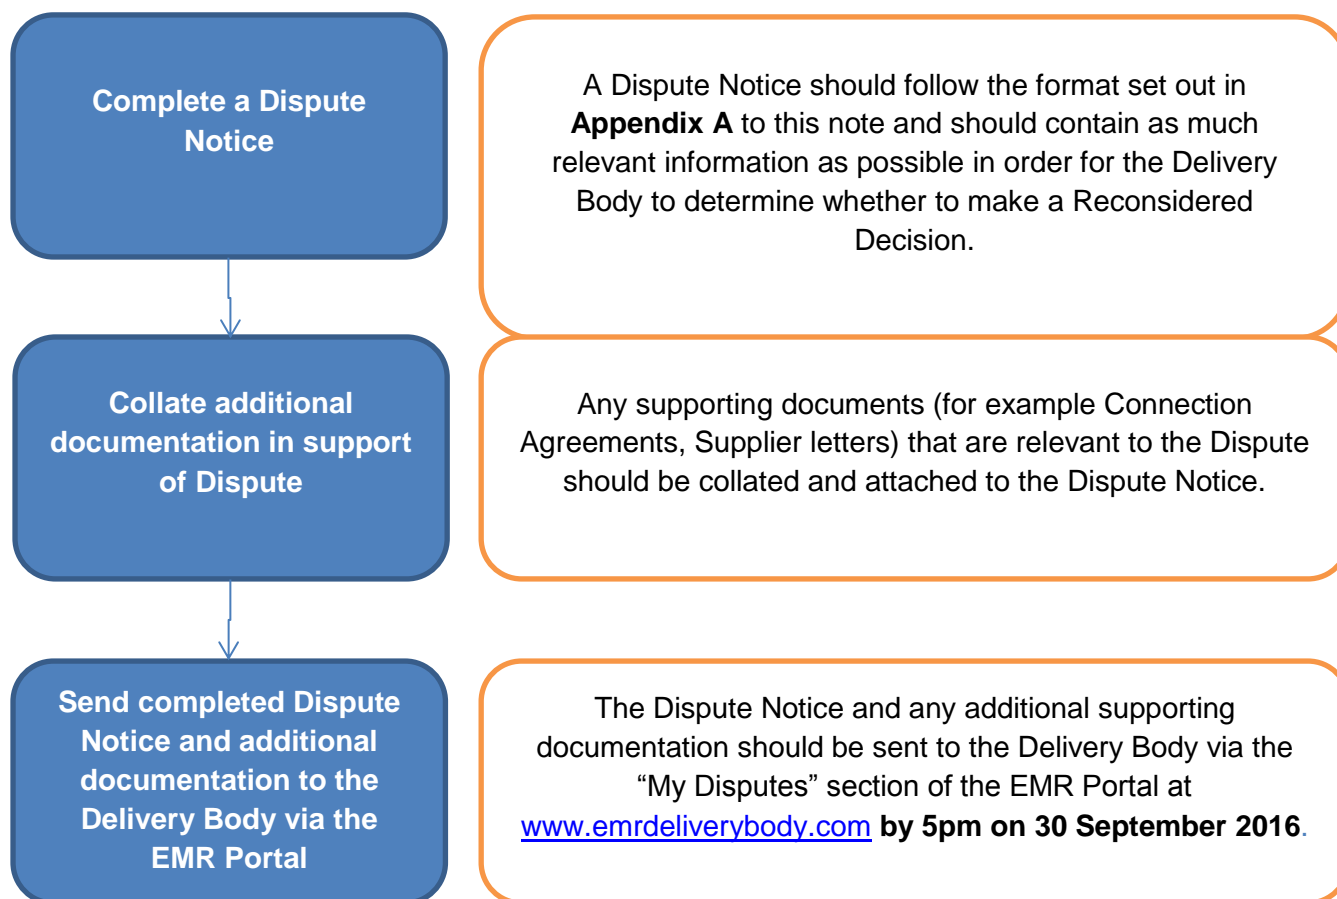 Complete a Dispute
Notice
A Dispute Notice should follow the format set out in
Appendix A to this note and should contain as much
relevant information as possible in order for the Delivery
Body to determine whether to make a Reconsidered
Decision.
Collate additional
documentation in support
of Dispute
Any supporting documents (for example Connection
Agreements, Supplier letters) that are relevant to the Dispute
should be collated and attached to the Dispute Notice.
Send completed Dispute
Notice and additional
documentation to the
Delivery Body via the
EMR Portal
The Dispute Notice and any additional supporting
documentation should be sent to the Delivery Body via the
“My Disputes” section of the EMR Portal at
www.emrdeliverybody.com by 5pm on 30 September 2016.